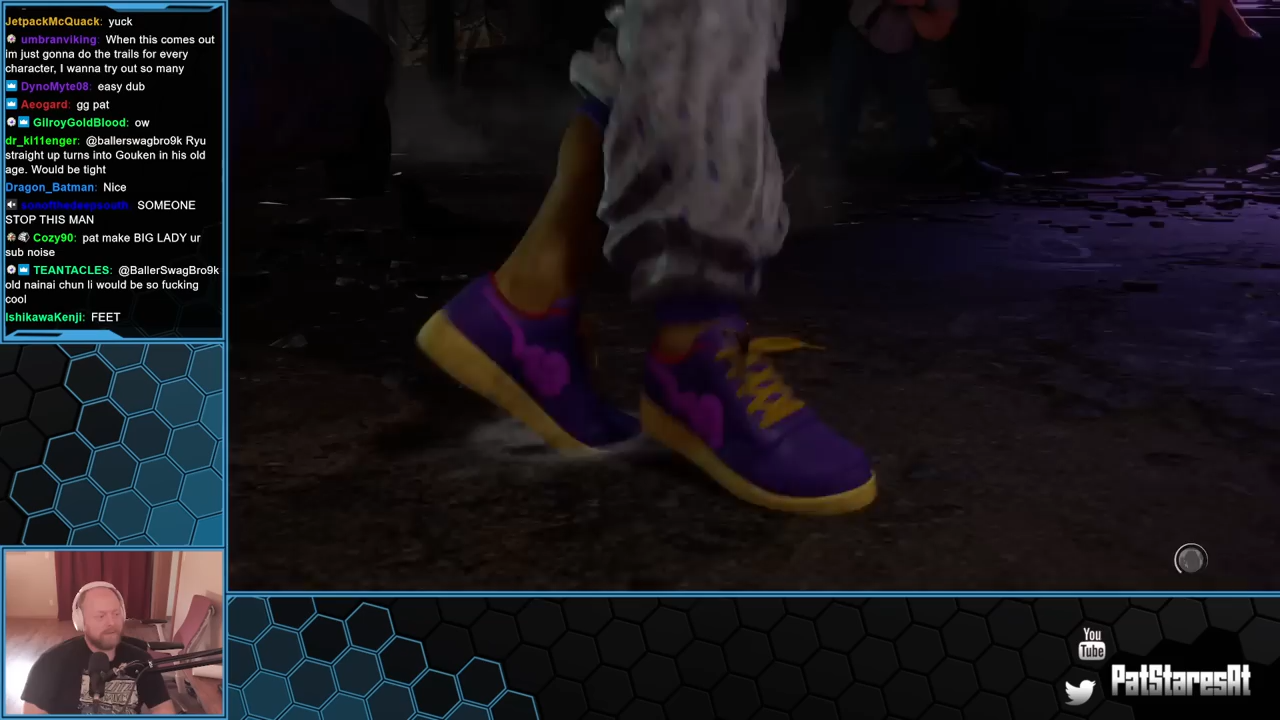 JetpackMcQuack: yuck
umbranviking: When this comes out
im just gonna do the trails for every
character, I wanna try out so many
DynoMyte08: easy dub
Aeogard: gg pat
GilroyGoldBlood: ow
dr_ki11enger: @ballerswagbro9k Ryu
straight up turns into Gouken in his old
age. Would be tight
Dragon_Batman: Nice
sonofthedeepsouth: SOMEONE
STOP THIS MAN
Cozy90: pat make BIG LADY ur
sub noise
TEANTACLES: @BallerSwagBro9k
old nainai chun li would be so fucking
cool
IshikawaKenji: FEET
You
Tube
PatStaresAt